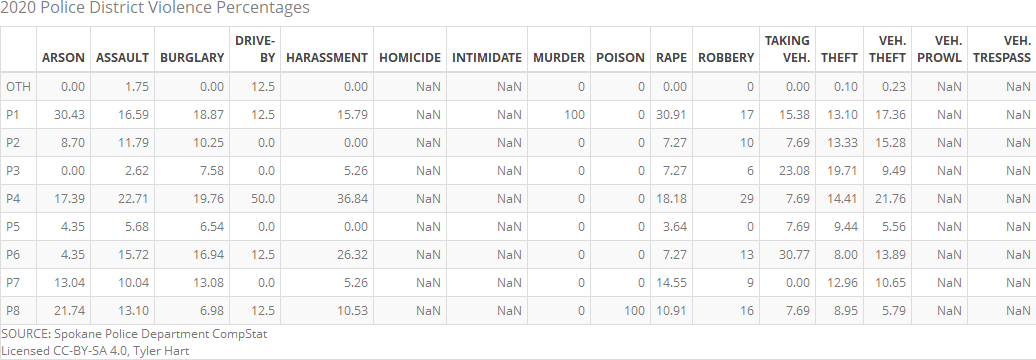 2020 Police District Violence Percentages
ARSON ASSAULT BURGLARY DRIVE-BY HARASSMENT HOMICIDE INTIMIDATE MURDER POISON RAPE ROBBERY TAKING VEH. THEFT VEH. THEFT VEH. PROWL VEH. TRESPASS
OTH 0.00 1.75 0.00 12.5 0.00 NaN NaN 0 0 0.00 0 0.00 0.10 0.23 NaN NaN
P1 30.43 16.59 18.87 12.5 15.79 NaN NaN 100 0 30.91 17 15.38 13.10 17.36 NaN NaN
P2 8.70 11.79 10.25 0.0 0.00 NaN NaN 0 0 7.27 10 7.69 13.33 15.28 NaN NaN
P3 0.00 2.62 7.58 0.0 5.26 NaN NaN 0 0 7.27 6 23.08 19.71 9.49 NaN NaN
P4 17.39 22.71 19.76 50.0 36.84 NaN NaN 0 0 18.18 29 7.69 14.41 21.76 NaN NaN
P5 4.35 5.68 6.54 0.0 0.00 NaN NaN 0 0 3.64 0 7.69 9.44 5.56 NaN NaN
P6 4.35 15.72 16.94 12.5 26.32 NaN NaN 0 0 7.27 13 30.77 8.00 13.89 NaN NaN
P7 13.04 10.04 13.08 0.0 5.26 NaN NaN 0 0 14.55 9 0.00 12.96 10.65 NaN NaN
P8 21.74 13.10 6.98 12.5 10.53 NaN NaN 0 100 10.91 16 7.69 8.95 5.79 NaN NaN
SOURCE: Spokane Police Department CompStat
Licensed CC-BY-SA 4.0, Tyler Hart